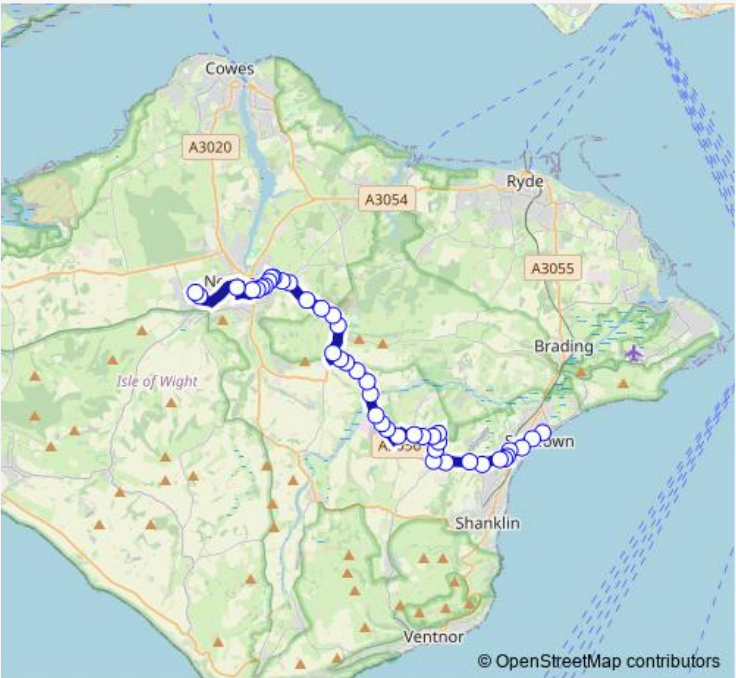 Cowes
A3020
Ryde
A3054
A3055
Brading
Isle of Wight
Shanklin
Ventnor
© OpenStreetMap contributors